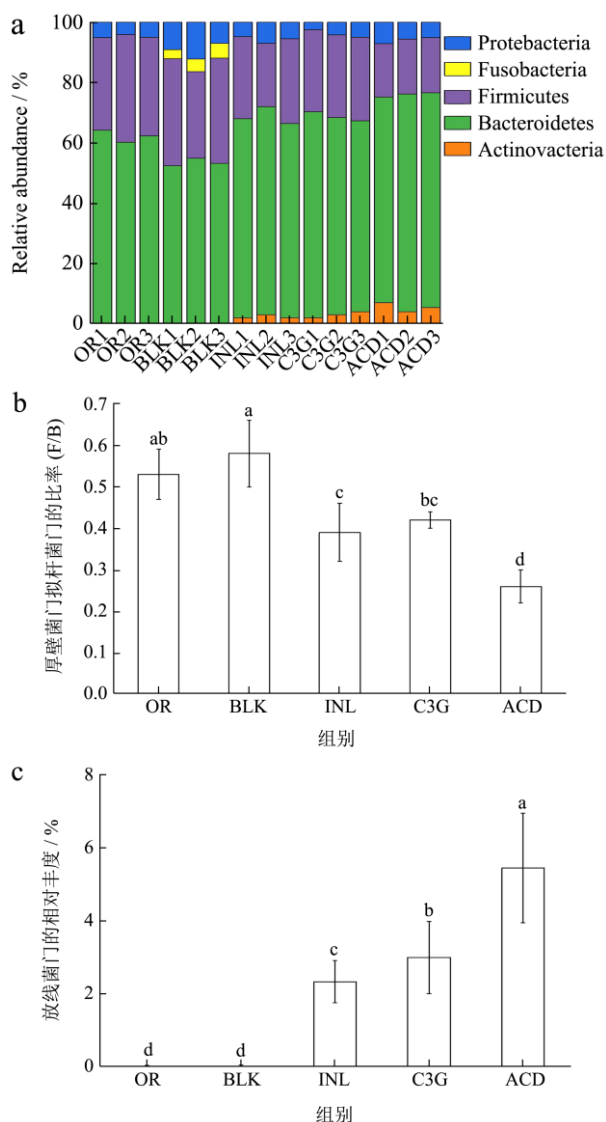 a
100
80
60
40
20
0
Relative abundance / %
Protebacteria
Fusobacteria
Firmicutes
Bacteroidetes
Actinovacteria
OR1 OR2 OR3 BLK1 BLK2 BLK3 INL1 INL2 INL3 C3G1 C3G2 C3G3 ACD1 ACD2 ACD3
b
0.7
0.6
0.5
0.4
0.3
0.2
0.1
0.0
厚壁菌门拟杆菌门的比率 (F/B)
ab a c bc d
OR BLK INL C3G ACD
组别
c
8
6
4
2
0
放线菌门的相对丰度 / %
d d c b a
OR BLK INL C3G ACD
组别